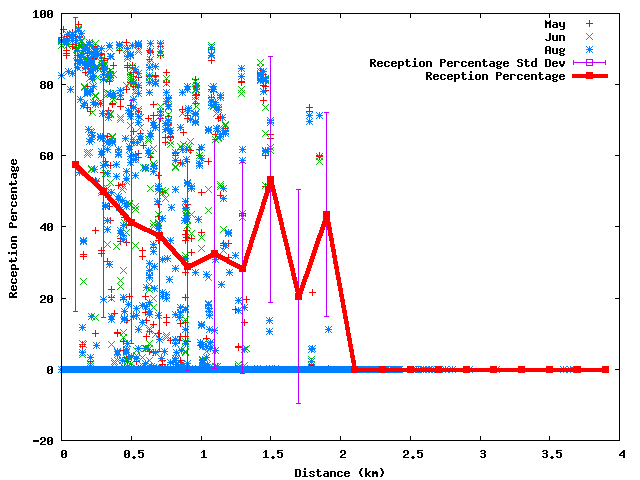 100
80
60
40
20
0
-20
Reception Percentage
May
Jun
Aug
Reception Percentage Std Dev
Reception Percentage
0 0.5 1 1.5 2 2.5 3 3.5 4
Distance (km)